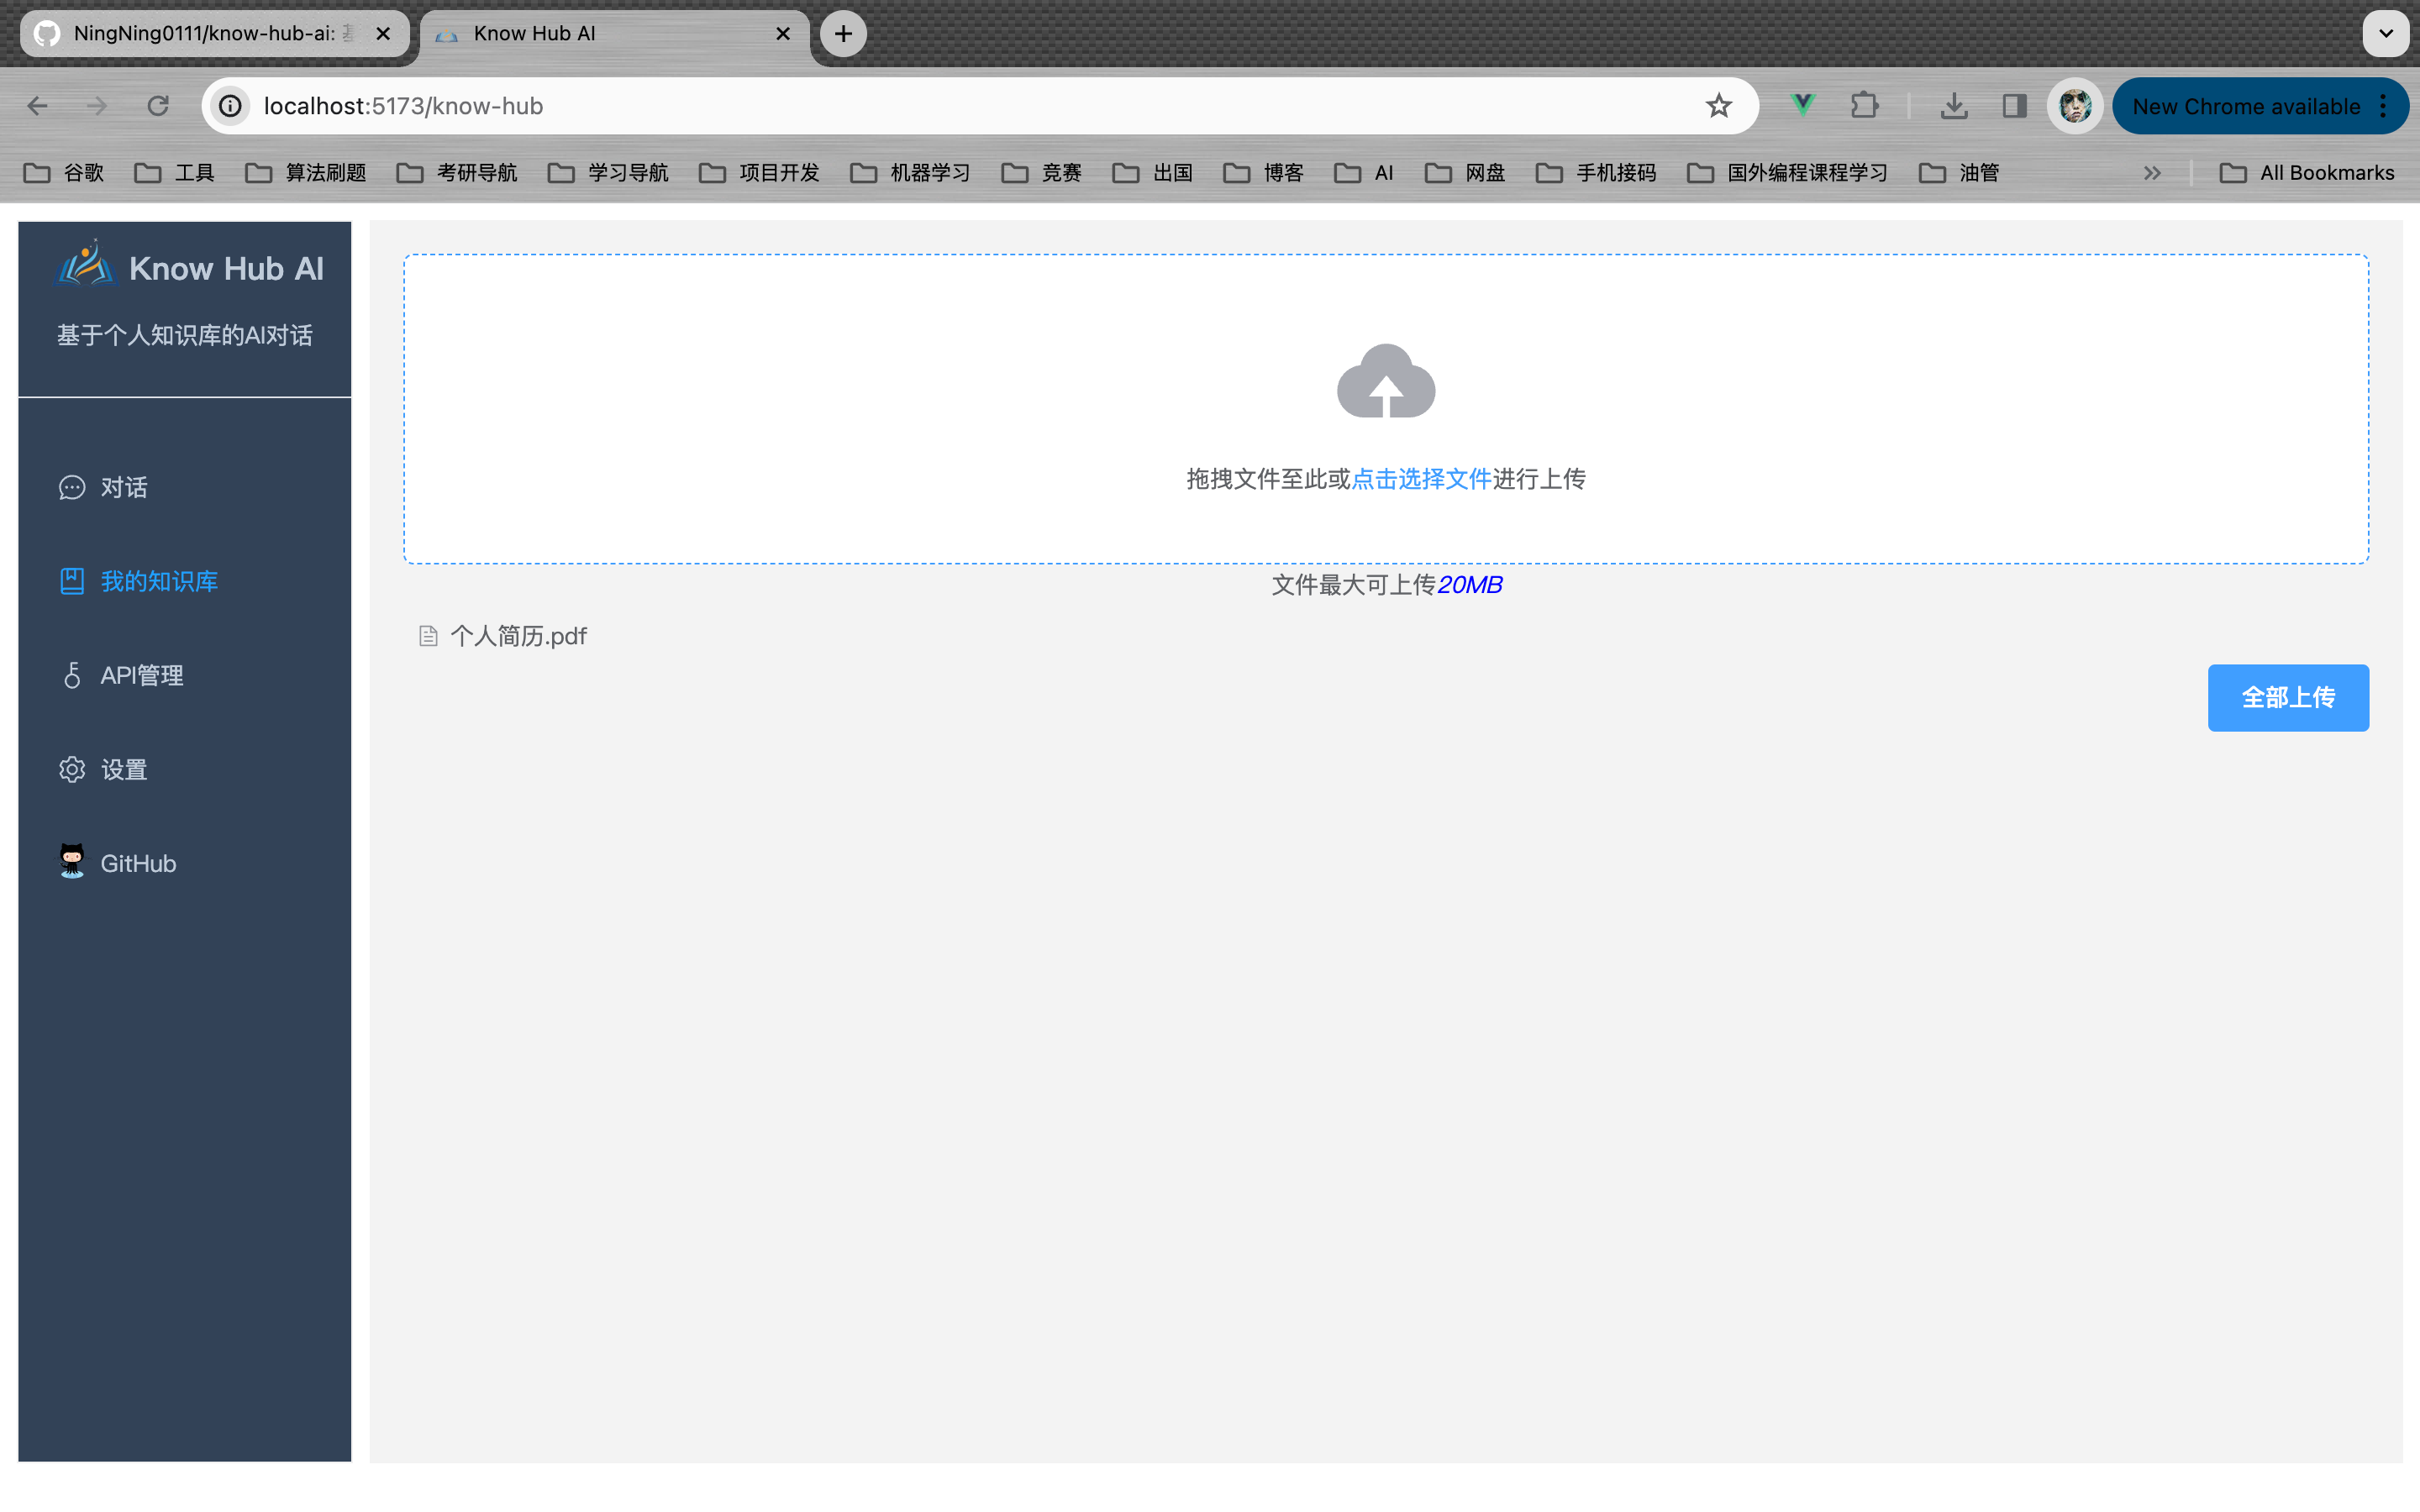 NingNing0111/know-hub-ai:
Know Hub AI
localhost:5173/know-hub
New Chrome available
谷歌 工具 算法刷题 考研导航 学习导航 项目开发 机器学习 竞赛 出国 博客 AI 网盘 手机接码 国外编程课程学习 油管 All Bookmarks
Know Hub AI
基于个人知识库的AI对话
对话
我的知识库
API管理
设置
GitHub
拖拽文件至此或点击选择文件进行上传
文件最大可上传20MB
个人简历.pdf
全部上传